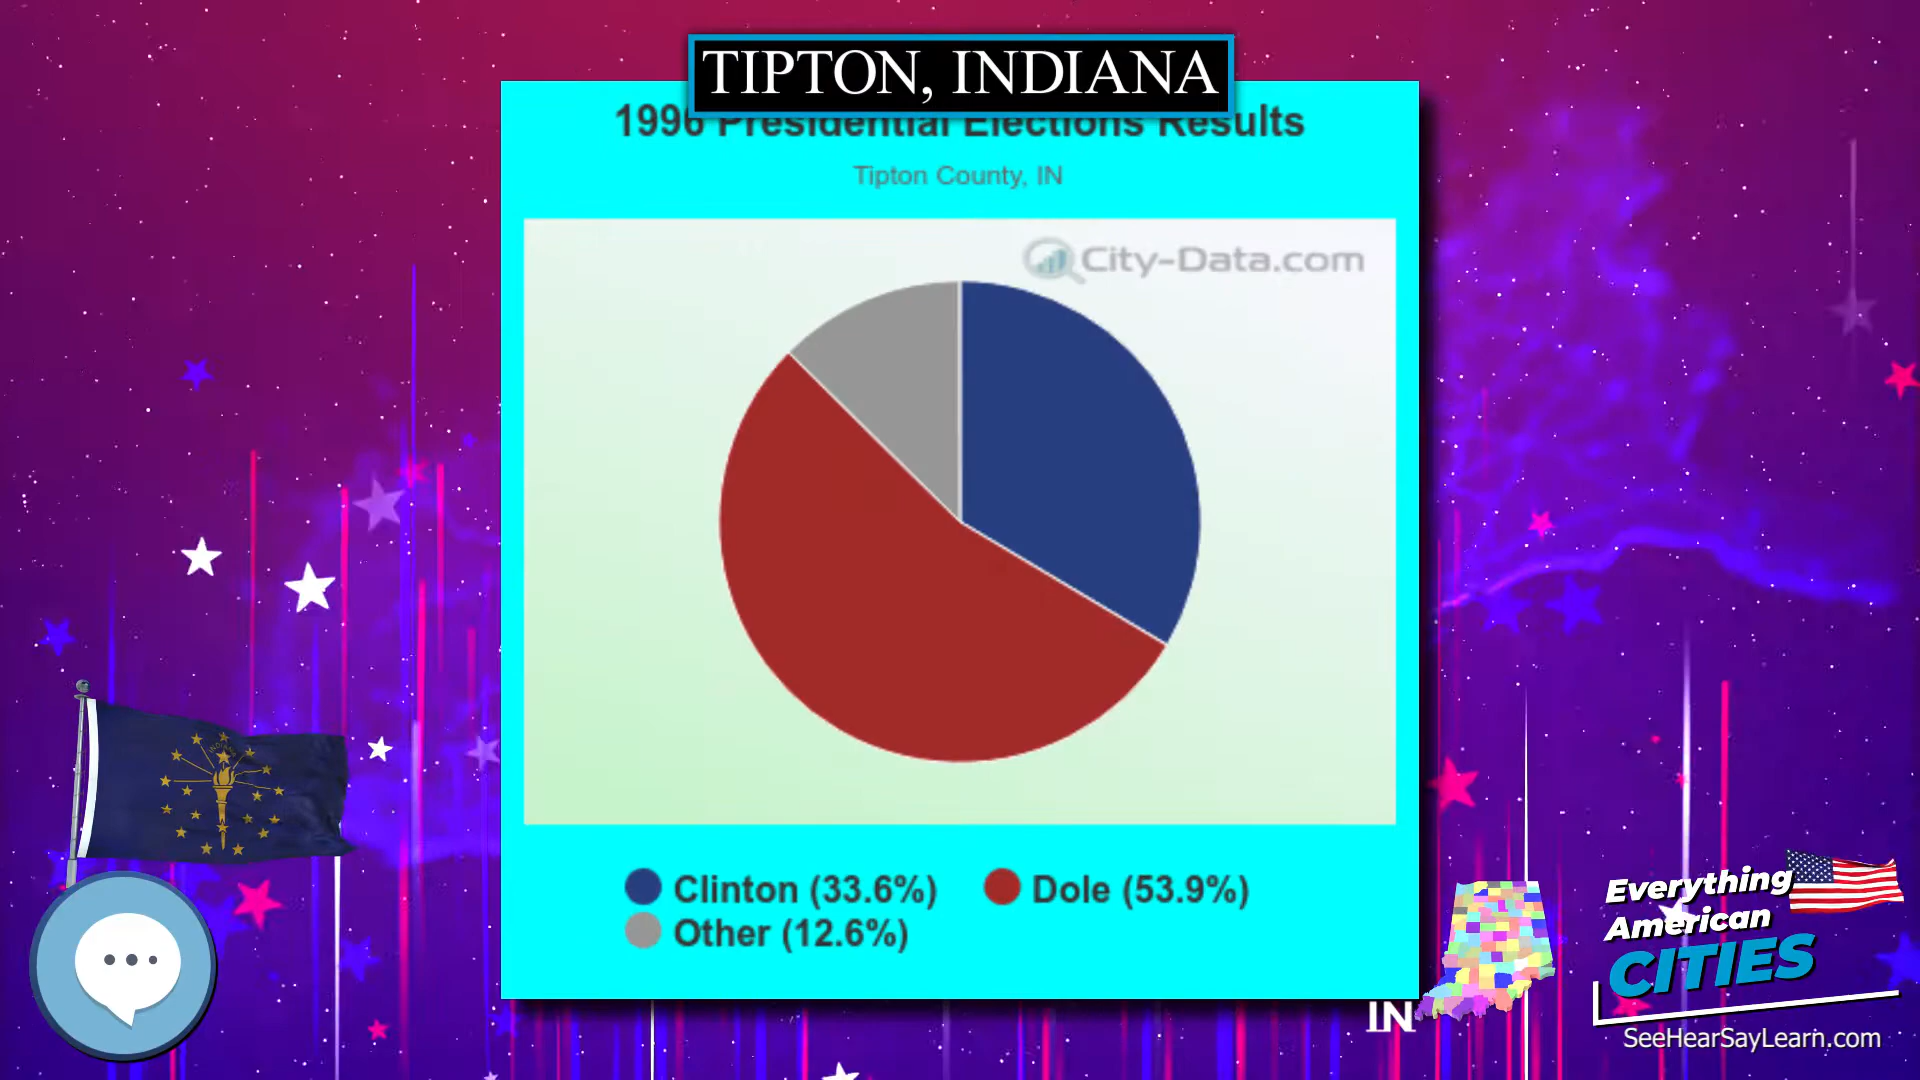 TIPTON, INDIANA
1996 Presidential Elections Results
Tipton County, IN
City-Data.com
Clinton (33.6%)
Dole (53.9%)
Other (12.6%)
INDIANA
IN
Everything
American
CITIES
SeeHearSayLearn.com